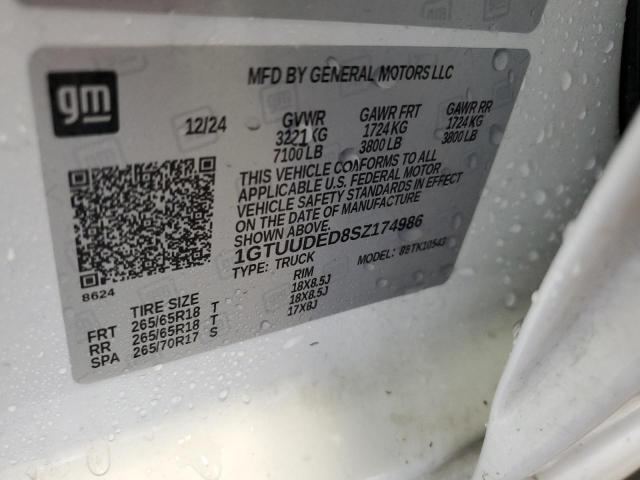 gm
MFD BY GENERAL MOTORS LLC
12/24
GVWR
3221 KG
7100 LB
GAWR FRT
1724 KG
3800 LB
GAWR RR
1724 KG
3800 LB
THIS VEHICLE CONFORMS TO ALL
APPLICABLE U.S. FEDERAL MOTOR
VEHICLE SAFETY STANDARDS IN EFFECT
ON THE DATE OF MANUFACTURE
SHOWN ABOVE.
1GTUUDED8SZ174986
TYPE: TRUCK
MODEL:
8624
TIRE SIZE
RIM
FRT 265/65R18 T 18X8.5J
RR 265/65R18 T 18X8.5J
SPA 265/70R17 S 17X8J